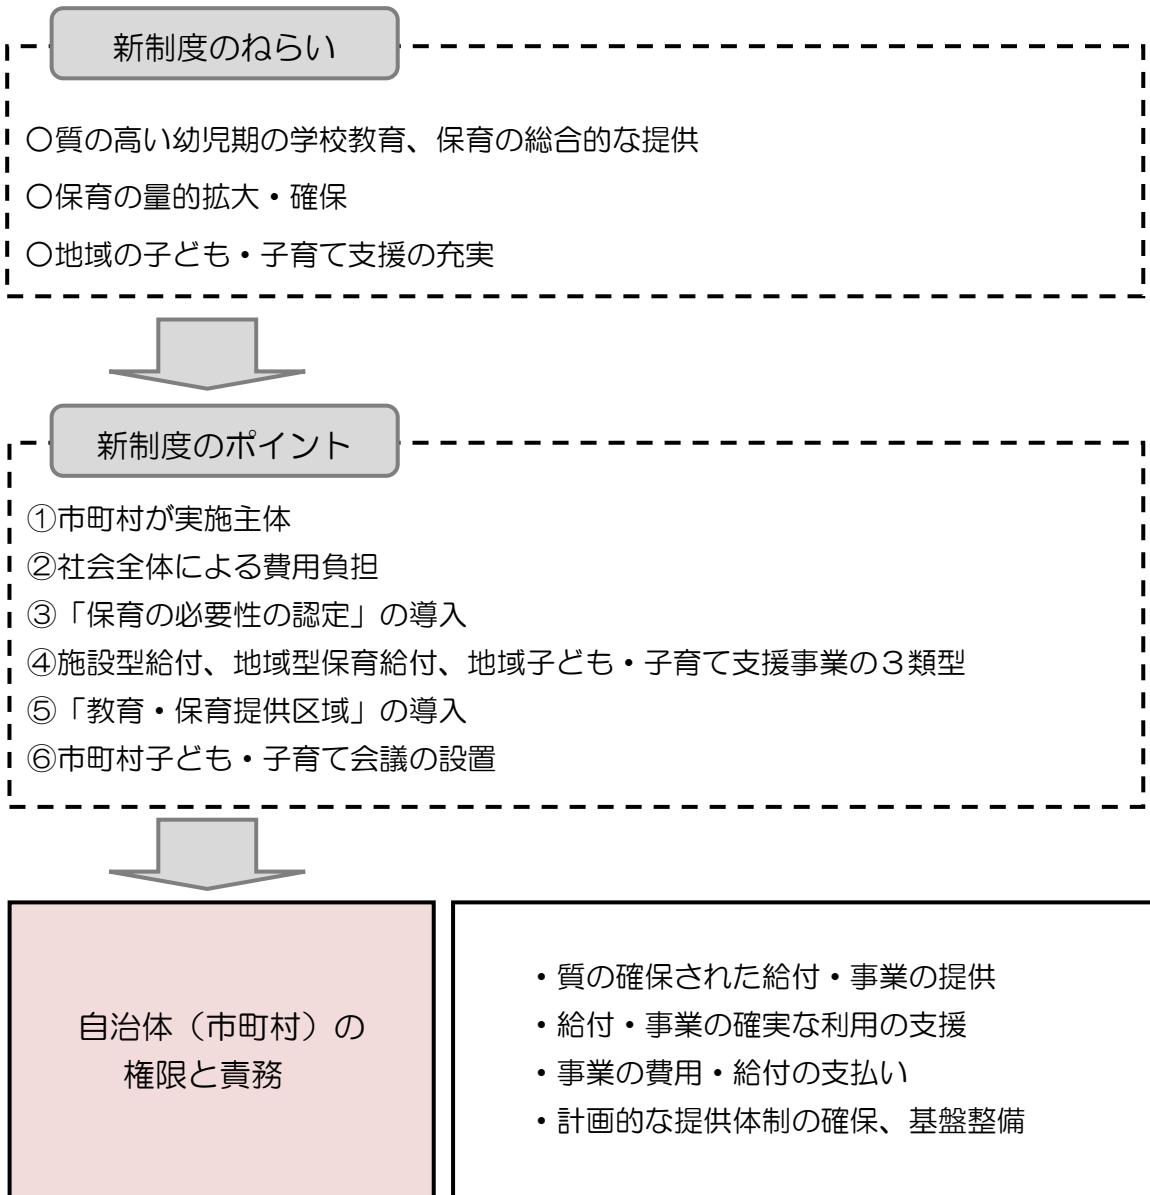 新制度のねらい
〇質の高い幼児期の学校教育、保育の総合的な提供
〇保育の量的拡大・確保
〇地域の子ども・子育て支援の充実
新制度のポイント
①市町村が実施主体
②社会全体による費用負担
③「保育の必要性の認定」の導入
④施設型給付、地域型保育給付、地域子ども・子育て支援事業の３類型
⑤「教育・保育提供区域」の導入
⑥市町村子ども・子育て会議の設置
自治体（市町村）の
権限と責務
・質の確保された給付・事業の提供
・給付・事業の確実な利用の支援
・事業の費用・給付の支払い
・計画的な提供体制の確保、基盤整備